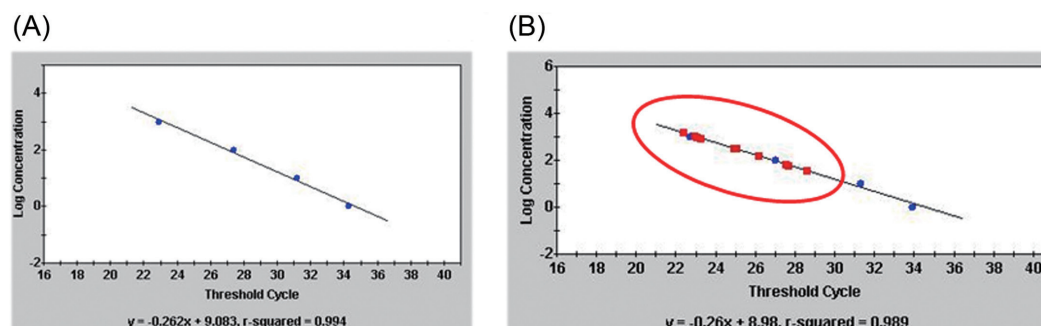 (A)
(B)
Log Concentration
4
2
0
-2
16 18 20 22 24 26 28 30 32 34 36 38 40
Threshold Cycle
y = -0.262x + 9.083, r-squared = 0.994
Log Concentration
6
4
2
0
-2
16 18 20 22 24 26 28 30 32 34 36 38 40
Threshold Cycle
y = -0.26x + 8.98, r-squared = 0.989